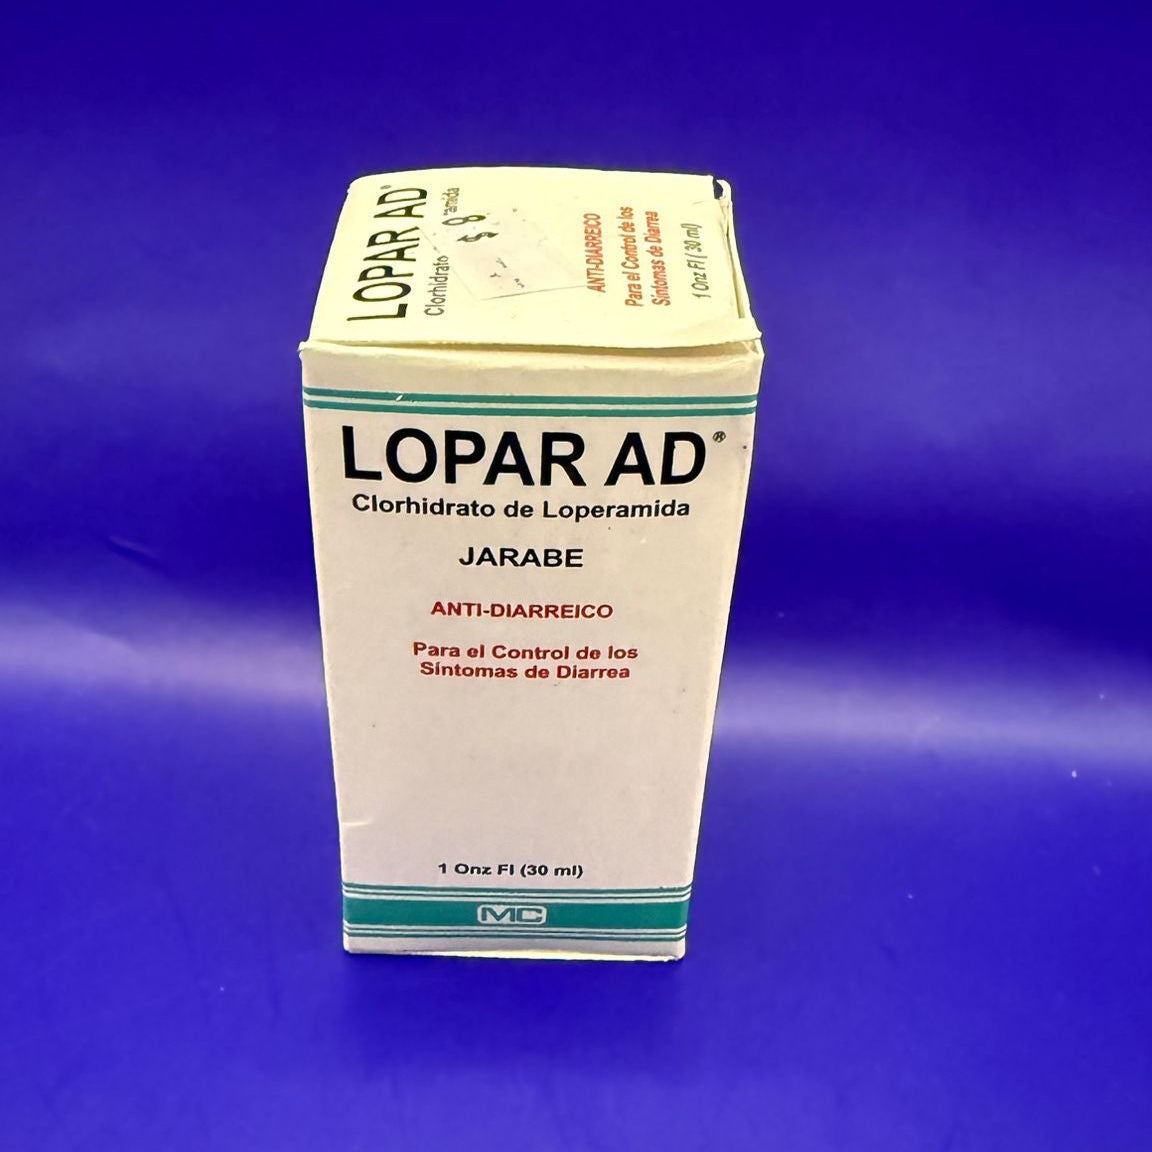 LOPAR AD®
Clorhidrato
$ 8
ANTI-DIARREICO
Para el Control de los
Síntomas de Diarrea
1 Onz Fl ( 30 ml)
LOPAR AD®
Clorhidrato de Loperamida
JARABE
ANTI-DIARREICO
Para el Control de los
Síntomas de Diarrea
1 Onz Fl (30 ml)
MC